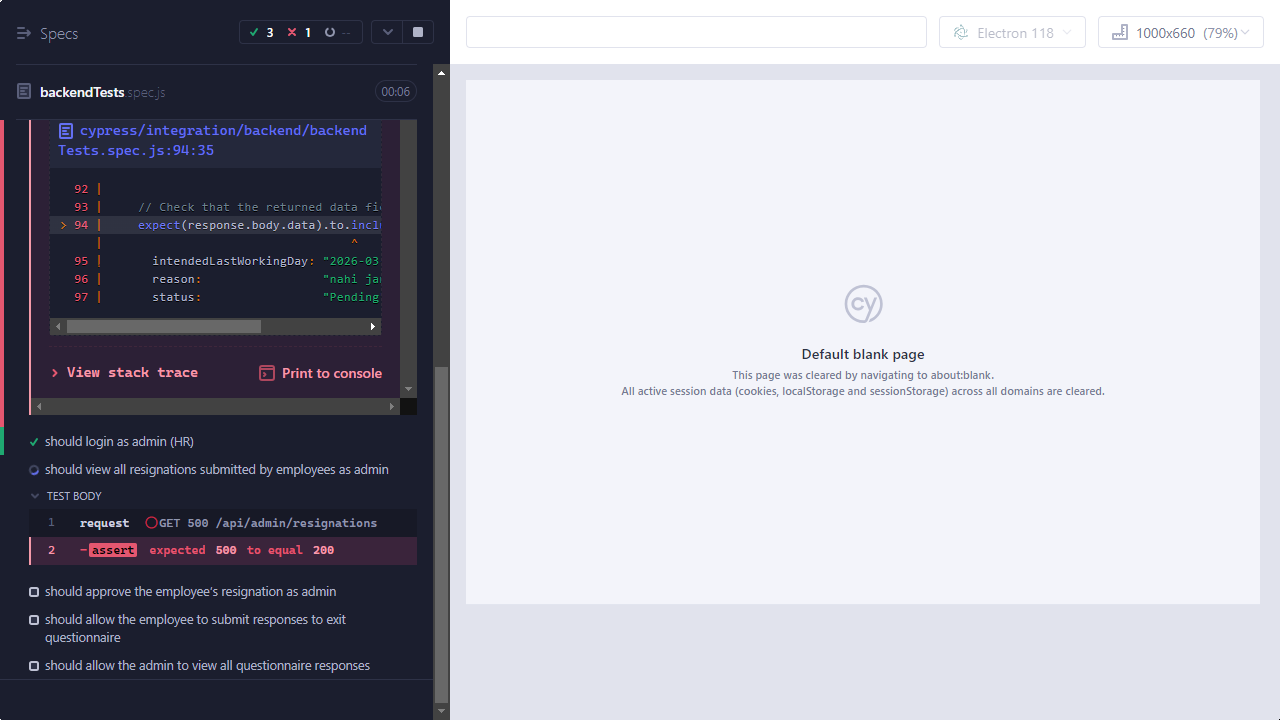 Specs
3 1 --
Electron 118
1000x660 (79%)
backendTests.spec.js
00:06
cypress/integration/backend/backend
Tests.spec.js:94:35
92 |
93 | // Check that the returned data fi
> 94 | expect(response.body.data).to.incl
| ^
95 | intendedLastWorkingDay: "2026-03
96 | reason: "nahi ja
97 | status: "Pending
View stack trace
Print to console
should login as admin (HR)
should view all resignations submitted by employees as admin
TEST BODY
1 request GET 500 /api/admin/resignations
2 -assert expected 500 to equal 200
should approve the employee's resignation as admin
should allow the employee to submit responses to exit
questionnaire
should allow the admin to view all questionnaire responses
cy
Default blank page
This page was cleared by navigating to about:blank.
All active session data (cookies, localStorage and sessionStorage) across all domains are cleared.